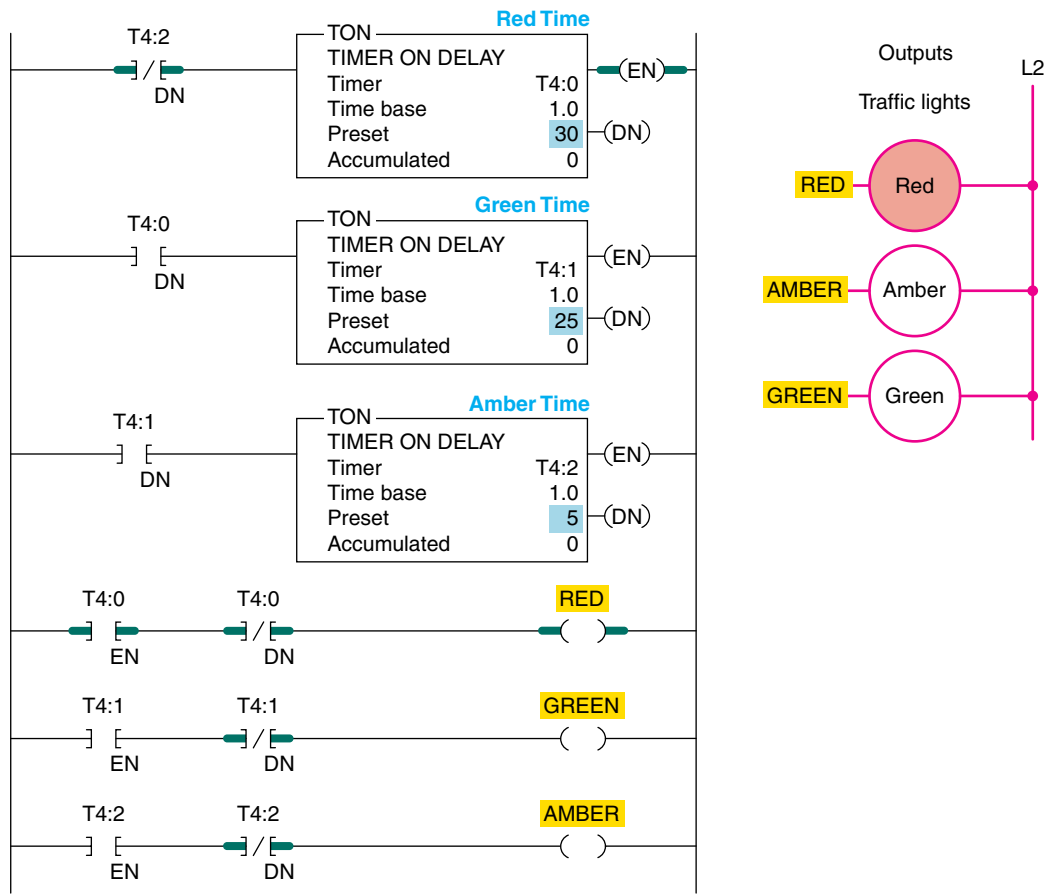 Red Time
T4:2
DN
TON
TIMER ON DELAY
Timer T4:0
Time base 1.0
Preset 30
Accumulated 0
(EN)
(DN)
Green Time
T4:0
DN
TON
TIMER ON DELAY
Timer T4:1
Time base 1.0
Preset 25
Accumulated 0
(EN)
(DN)
Amber Time
T4:1
DN
TON
TIMER ON DELAY
Timer T4:2
Time base 1.0
Preset 5
Accumulated 0
(EN)
(DN)
T4:0 T4:0 RED
EN DN
T4:1 T4:1 GREEN
EN DN
T4:2 T4:2 AMBER
EN DN
Outputs
L2
Traffic lights
RED Red
AMBER Amber
GREEN Green